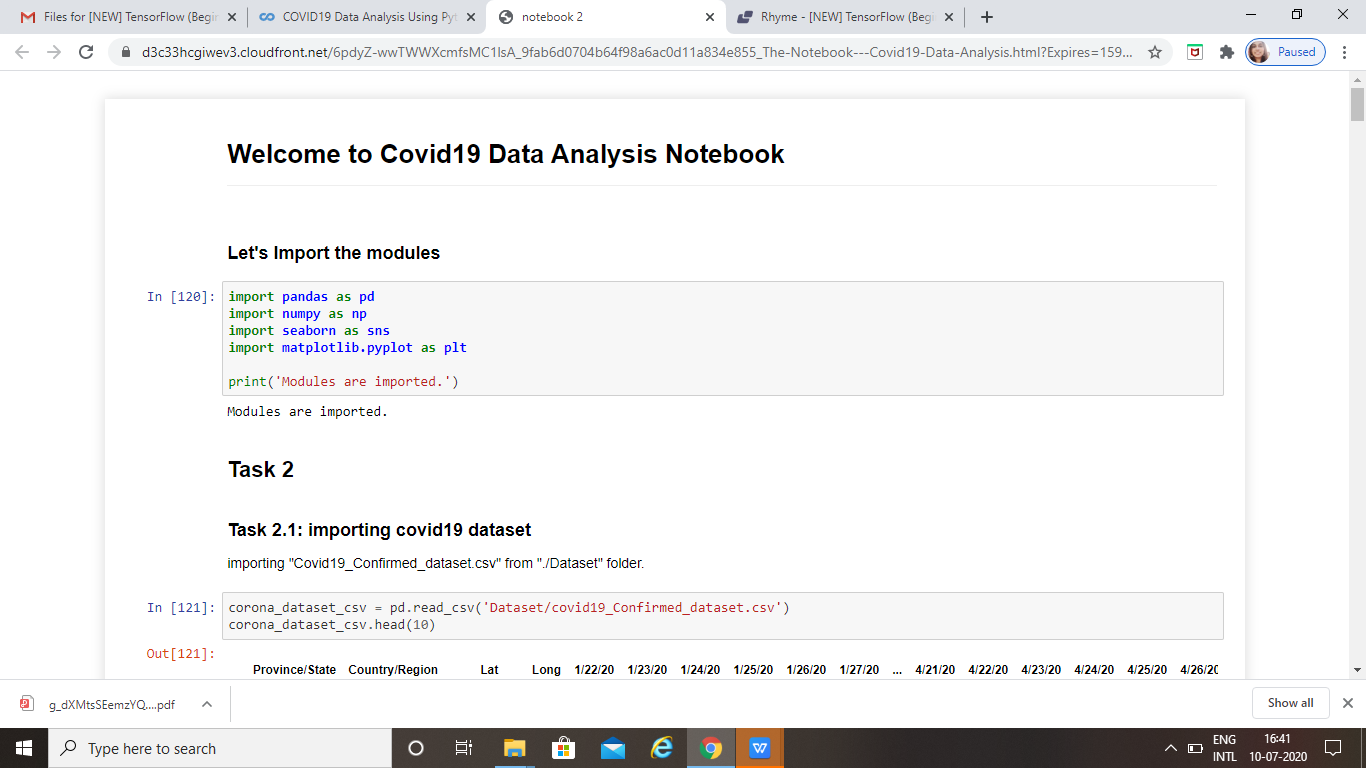 Files for [NEW] TensorFlow (Begin
COVID19 Data Analysis Using Pyt
notebook 2
Rhyme - [NEW] TensorFlow (Begi
d3c33hcgiwev3.cloudfront.net/6pdyZ-wwTWWXcmfsMC1lsA_9fab6d0704b64f98a6ac0d11a834e855_The-Notebook---Covid19-Data-Analysis.html?Expires=159...
Paused
Welcome to Covid19 Data Analysis Notebook
Let's Import the modules
In [120]:
import pandas as pd
import numpy as np
import seaborn as sns
import matplotlib.pyplot as plt
print('Modules are imported.')
Modules are imported.
Task 2
Task 2.1: importing covid19 dataset
importing "Covid19_Confirmed_dataset.csv" from "./Dataset" folder.
In [121]:
corona_dataset_csv = pd.read_csv('Dataset/covid19_Confirmed_dataset.csv')
corona_dataset_csv.head(10)
Out[121]:
Province/State Country/Region Lat Long 1/22/20 1/23/20 1/24/20 1/25/20 1/26/20 1/27/20 ... 4/21/20 4/22/20 4/23/20 4/24/20 4/25/20 4/26/20
g_dXMtsSEemzYQ....pdf
Show all
Type here to search
ENG
INTL
16:41
10-07-2020